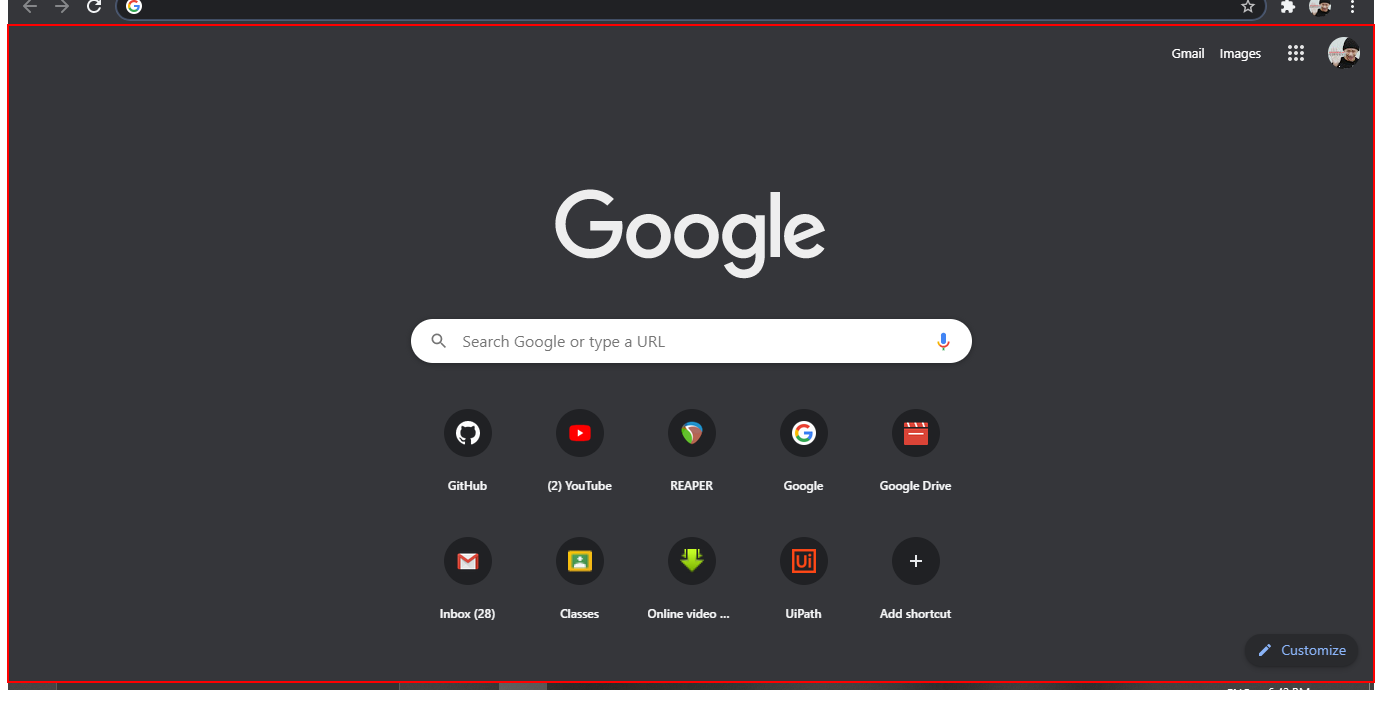 Gmail Images
Google
Search Google or type a URL
GitHub (2) YouTube REAPER Google Google Drive
Ui
Inbox (28) Classes Online video ... UiPath Add shortcut
Customize